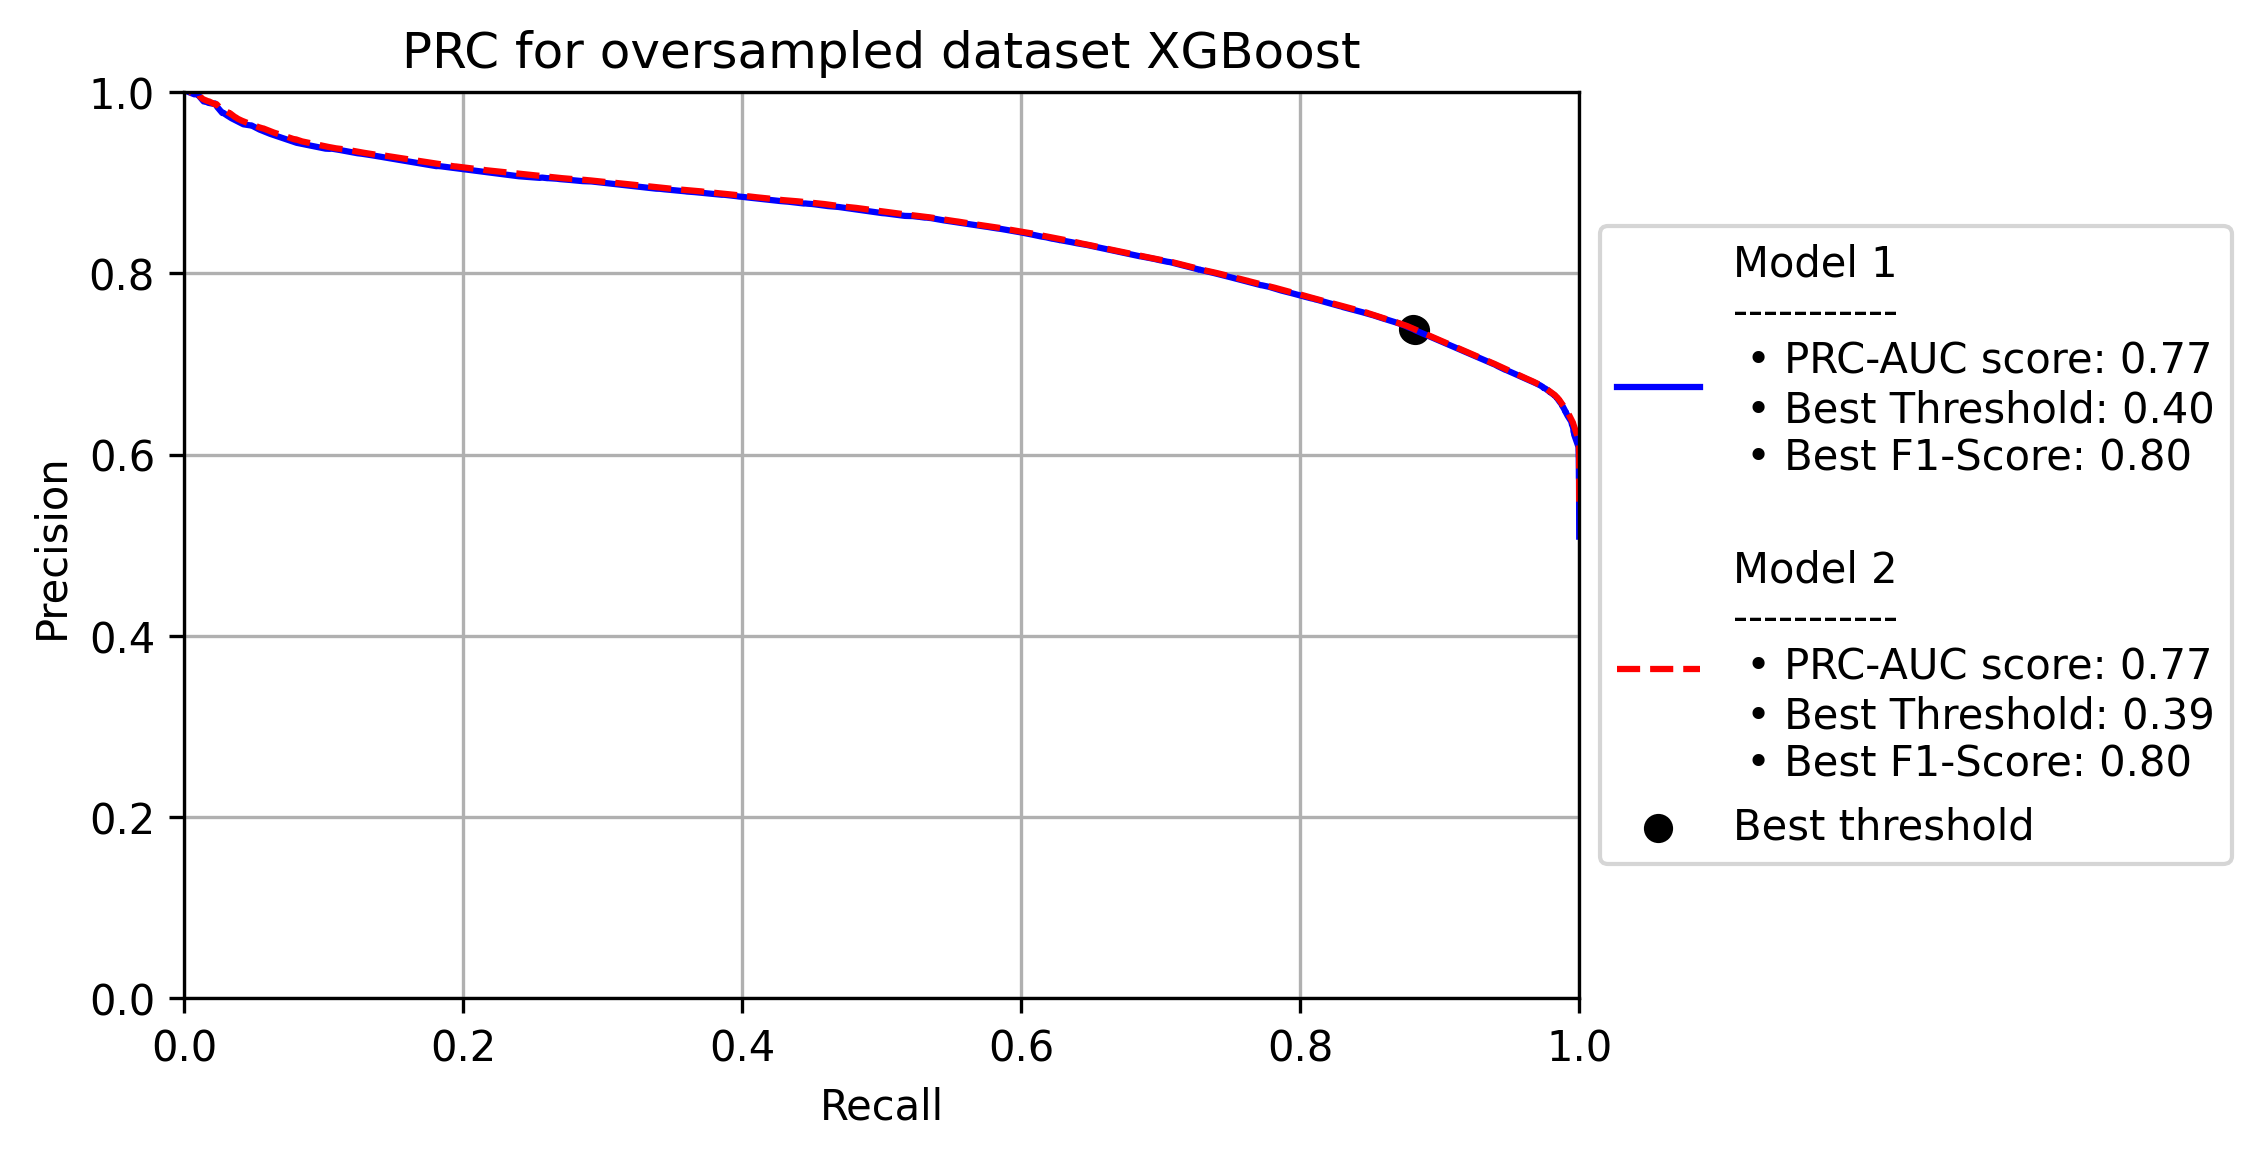 PRC for oversampled dataset XGBoost
1.0
0.8
0.6
0.4
0.2
0.0
Precision
0.0 0.2 0.4 0.6 0.8 1.0
Recall
Model 1
-----------
• PRC-AUC score: 0.77
• Best Threshold: 0.40
• Best F1-Score: 0.80
Model 2
-----------
• PRC-AUC score: 0.77
• Best Threshold: 0.39
• Best F1-Score: 0.80
Best threshold